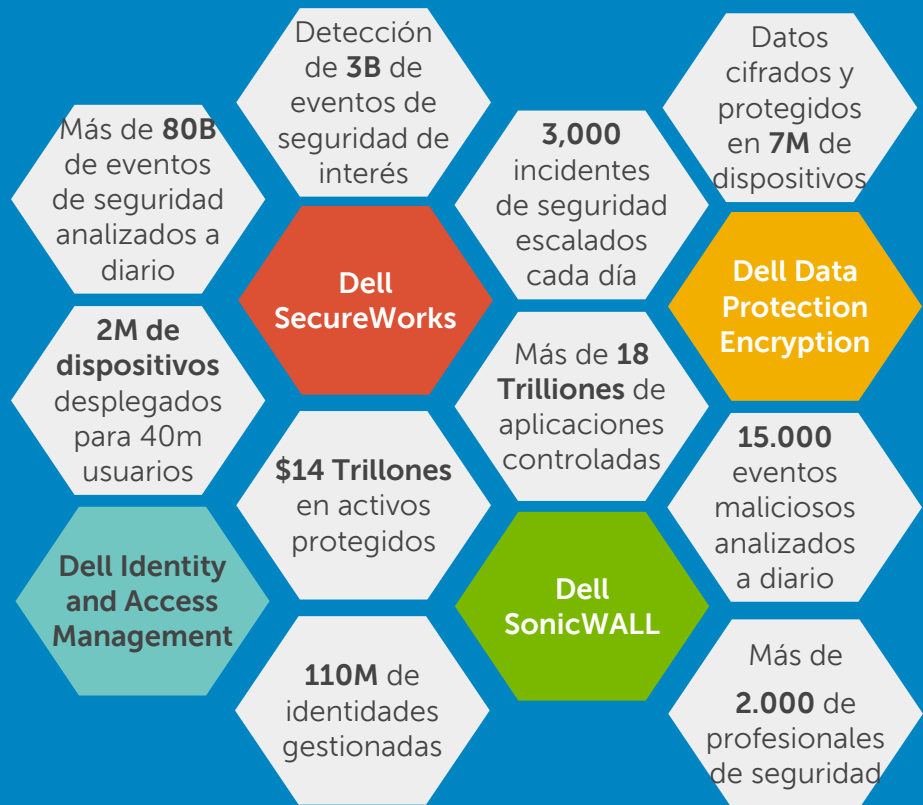 Detección
de 3B de
eventos de
seguridad de
interés
Datos
cifrados y
protegidos
en 7M de
dispositivos
Más de 80B
de eventos
de seguridad
analizados a
diario
3,000
incidentes
de seguridad
escalados
cada día
Dell
SecureWorks
Dell Data
Protection
Encryption
2M de
dispositivos
desplegados
para 40m
usuarios
Más de 18
Trilliones de
aplicaciones
controladas
$14 Trillones
en activos
protegidos
15.000
eventos
maliciosos
analizados
a diario
Dell Identity
and Access
Management
Dell
SonicWALL
110M de
identidades
gestionadas
Más de
2.000 de
profesionales
de seguridad